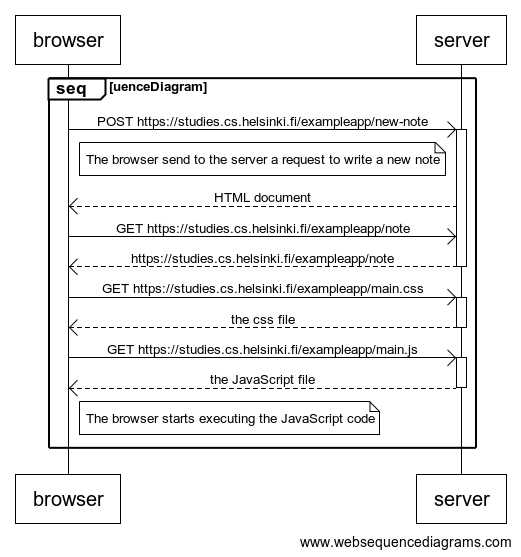 browser
server
seq
[uenceDiagram]
POST https://studies.cs.helsinki.fi/exampleapp/new-note
The browser send to the server a request to write a new note
HTML document
GET https://studies.cs.helsinki.fi/exampleapp/note
https://studies.cs.helsinki.fi/exampleapp/note
GET https://studies.cs.helsinki.fi/exampleapp/main.css
the css file
GET https://studies.cs.helsinki.fi/exampleapp/main.js
the JavaScript file
The browser starts executing the JavaScript code
browser
server
www.websequencediagrams.com